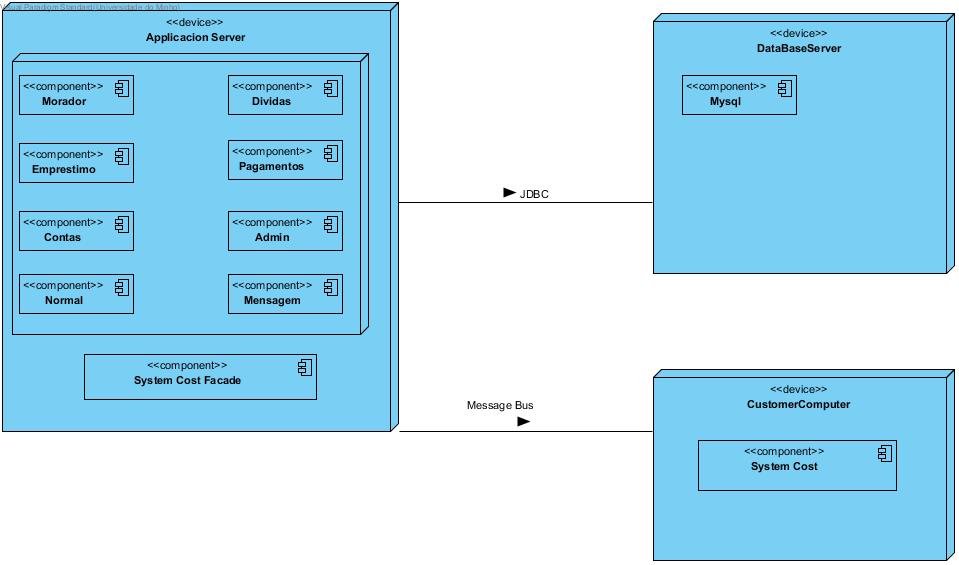 Visual Paradigm Standard(Universidade do Minho)
<<device>>
Applicacion Server
<<component>>
Morador
<<component>>
Dividas
<<component>>
Emprestimo
<<component>>
Pagamentos
<<component>>
Contas
<<component>>
Admin
<<component>>
Normal
<<component>>
Mensagem
<<component>>
System Cost Facade
JDBC
Message Bus
<<device>>
DataBaseServer
<<component>>
Mysql
<<device>>
CustomerComputer
<<component>>
System Cost